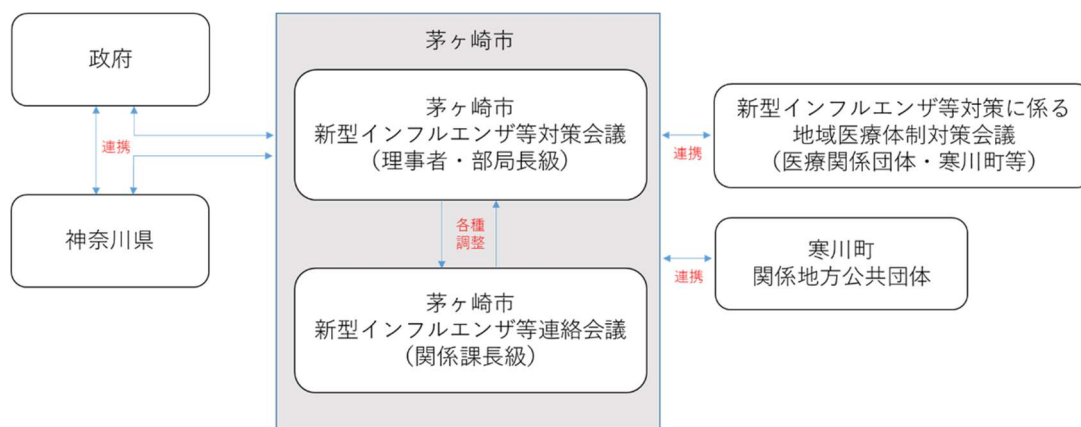 政府
連携
神奈川県
茅ヶ崎市
茅ヶ崎市
新型インフルエンザ等対策会議
（理事者・部局長級）
各種
調整
茅ヶ崎市
新型インフルエンザ等連絡会議
（関係課長級）
連携
新型インフルエンザ等対策に係る
地域医療体制対策会議
（医療関係団体・寒川町等）
連携
寒川町
関係地方公共団体